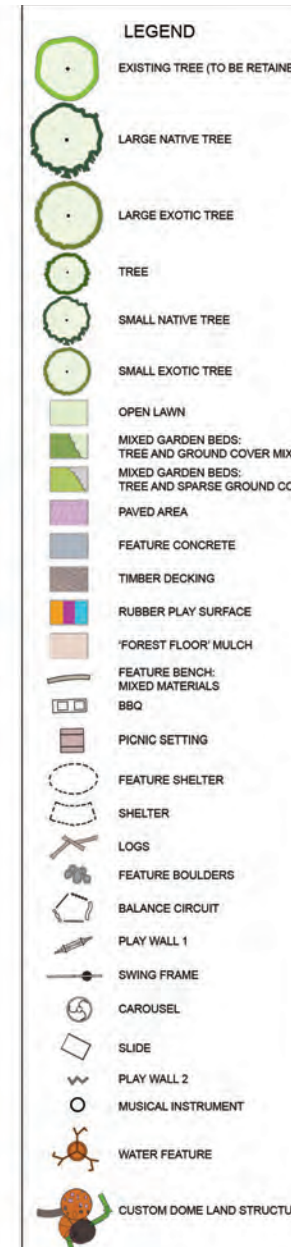 LEGEND
EXISTING TREE (TO BE RETAINE
LARGE NATIVE TREE
LARGE EXOTIC TREE
TREE
SMALL NATIVE TREE
SMALL EXOTIC TREE
OPEN LAWN
MIXED GARDEN BEDS:
TREE AND GROUND COVER MIX
MIXED GARDEN BEDS:
TREE AND SPARSE GROUND CO
PAVED AREA
FEATURE CONCRETE
TIMBER DECKING
RUBBER PLAY SURFACE
'FOREST FLOOR' MULCH
FEATURE BENCH:
MIXED MATERIALS
BBQ
PICNIC SETTING
FEATURE SHELTER
SHELTER
LOGS
FEATURE BOULDERS
BALANCE CIRCUIT
PLAY WALL 1
SWING FRAME
CAROUSEL
SLIDE
PLAY WALL 2
MUSICAL INSTRUMENT
WATER FEATURE
CUSTOM DOME LAND STRUCTU